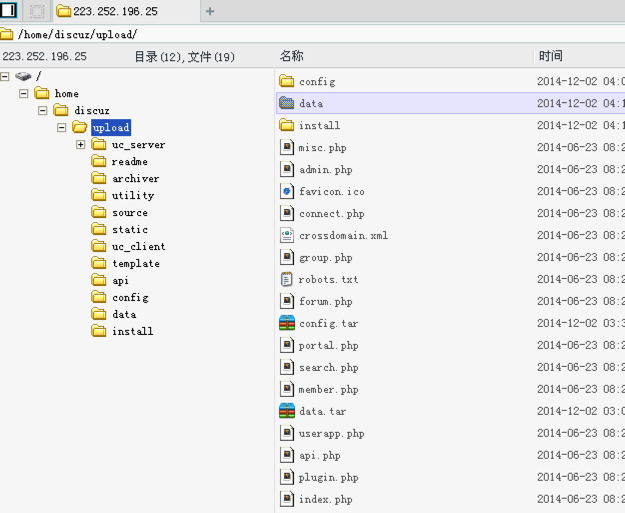 223.252.196.25
/home/discuz/upload/
223.252.196.25 目录(12),文件(19) 名称 时间
/
home
discuz
upload
uc_server
readme
archiver
utility
source
static
uc_client
template
api
config
data
install
config 2014-12-02 04:
data 2014-12-02 04:1
install 2014-12-02 04:1
misc.php 2014-06-23 08:2
admin.php 2014-06-23 08:2
favicon.ico 2014-06-23 08:2
connect.php 2014-06-23 08:2
crossdomain.xml 2014-06-23 08:2
group.php 2014-06-23 08:2
robots.txt 2014-06-23 08:2
forum.php 2014-06-23 08:2
config.tar 2014-12-02 03:3
portal.php 2014-06-23 08:2
search.php 2014-06-23 08:2
member.php 2014-06-23 08:2
data.tar 2014-12-02 03:0
userapp.php 2014-06-23 08:2
api.php 2014-06-23 08:2
plugin.php 2014-06-23 08:2
index.php 2014-06-23 08:2